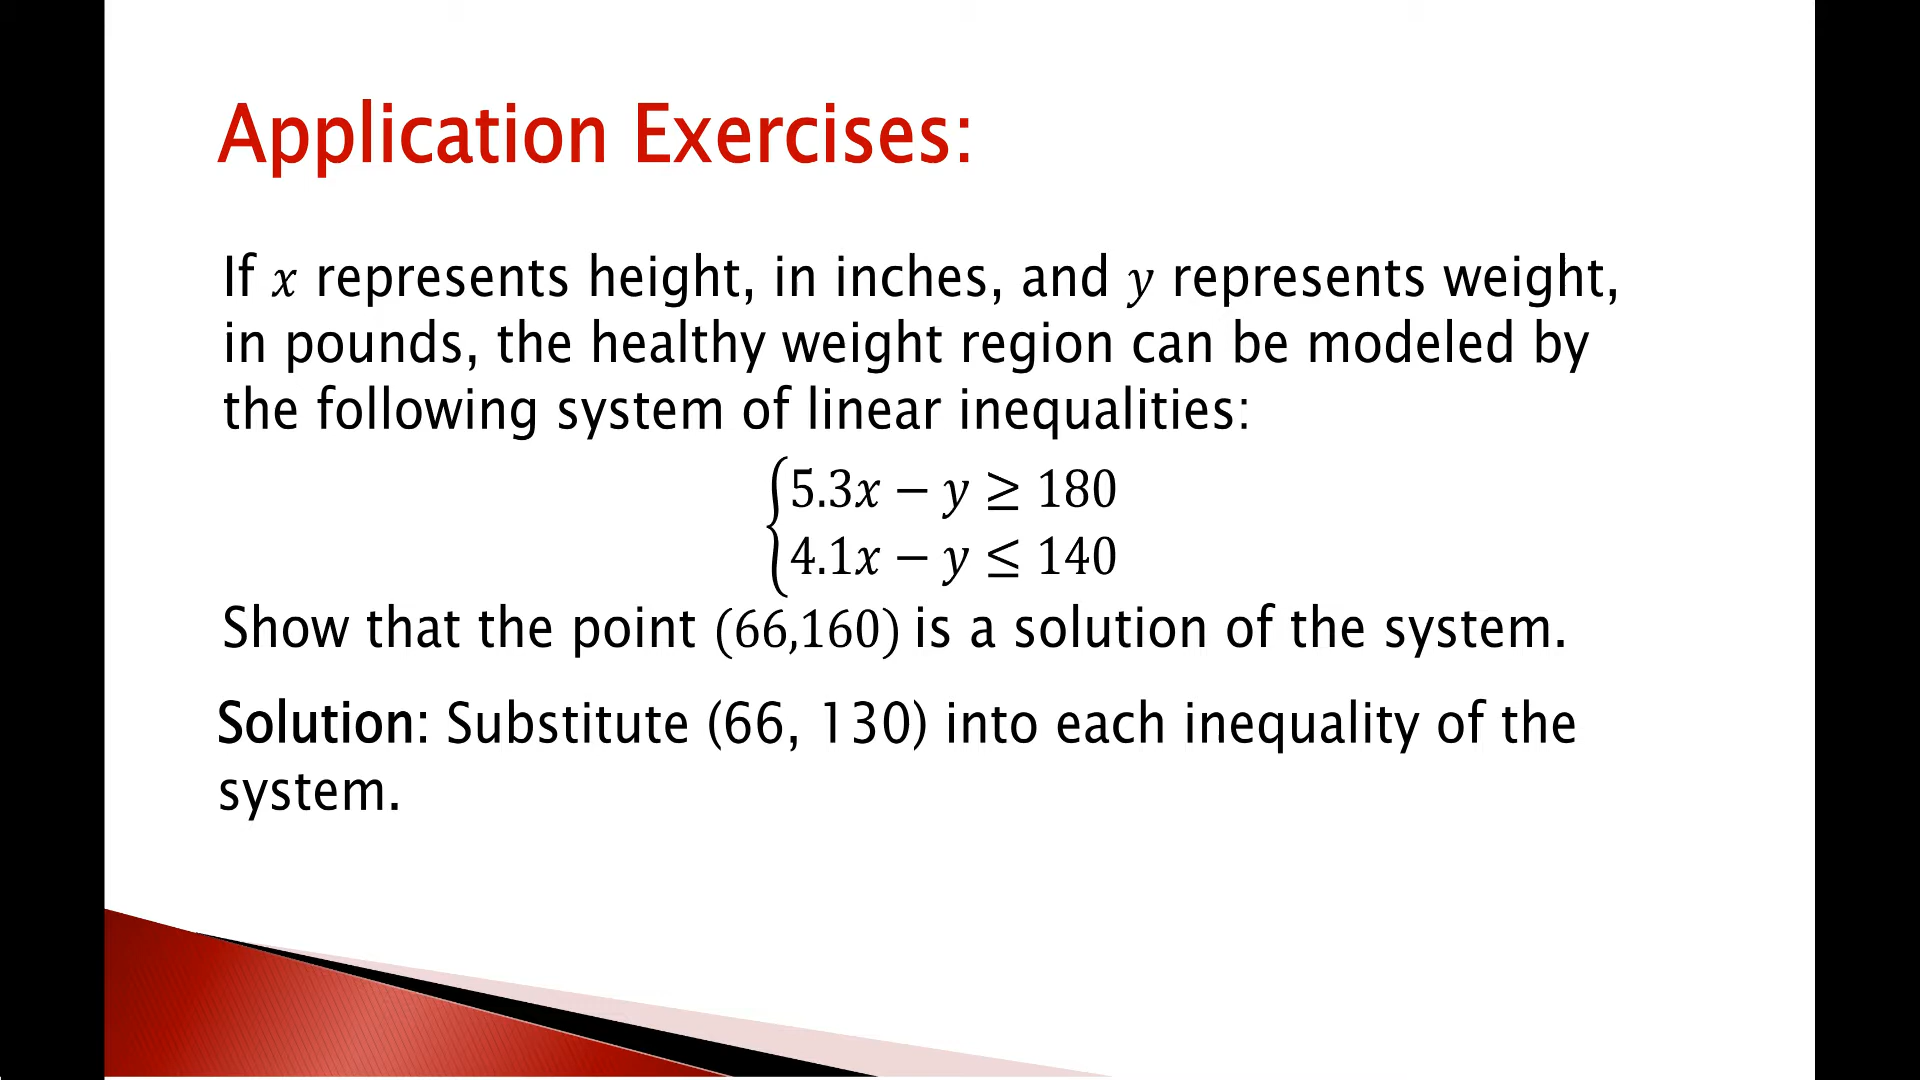 Application Exercises:
If 𝑥 represents height, in inches, and 𝑦 represents weight,
in pounds, the healthy weight region can be modeled by
the following system of linear inequalities:
{5.3𝑥 − 𝑦 ≥ 180
4.1𝑥 − 𝑦 ≤ 140
Show that the point (66,160) is a solution of the system.
Solution: Substitute (66, 130) into each inequality of the
system.